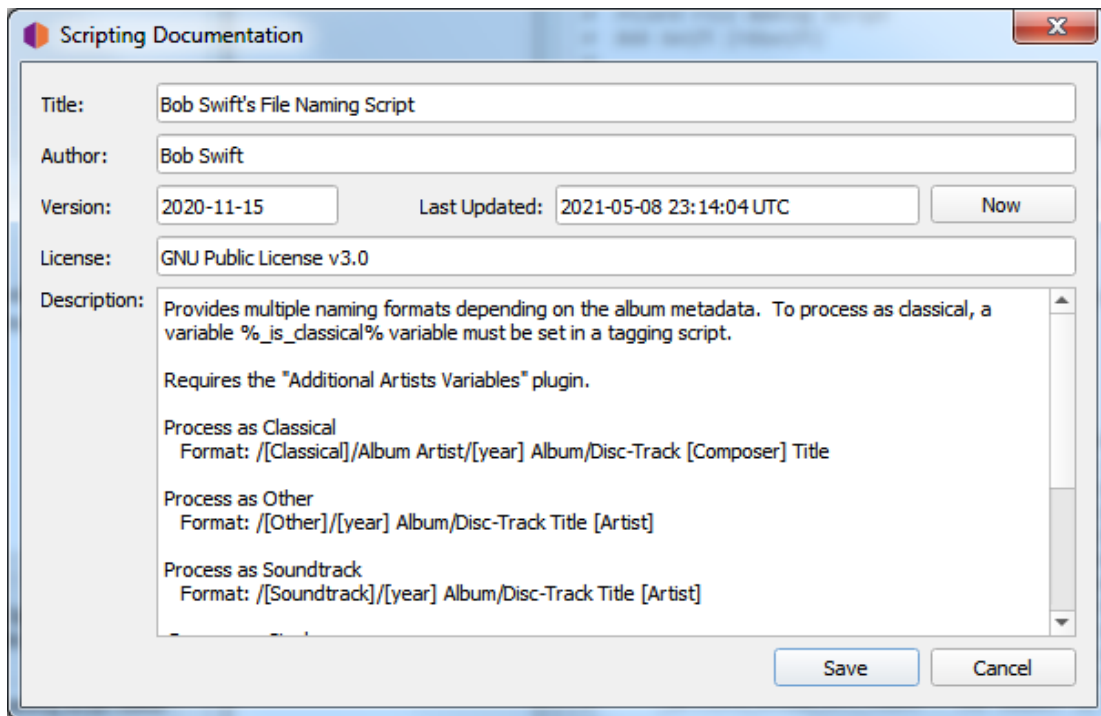 Scripting Documentation
Title: Bob Swift's File Naming Script
Author: Bob Swift
Version: 2020-11-15 Last Updated: 2021-05-08 23:14:04 UTC Now
License: GNU Public License v3.0
Description: Provides multiple naming formats depending on the album metadata.  To process as classical, a
variable %_is_classical% variable must be set in a tagging script.
Requires the "Additional Artists Variables" plugin.
Process as Classical
Format: /[Classical]/Album Artist/[year] Album/Disc-Track [Composer] Title
Process as Other
Format: /[Other]/[year] Album/Disc-Track Title [Artist]
Process as Soundtrack
Format: /[Soundtrack]/[year] Album/Disc-Track Title [Artist]
Save Cancel